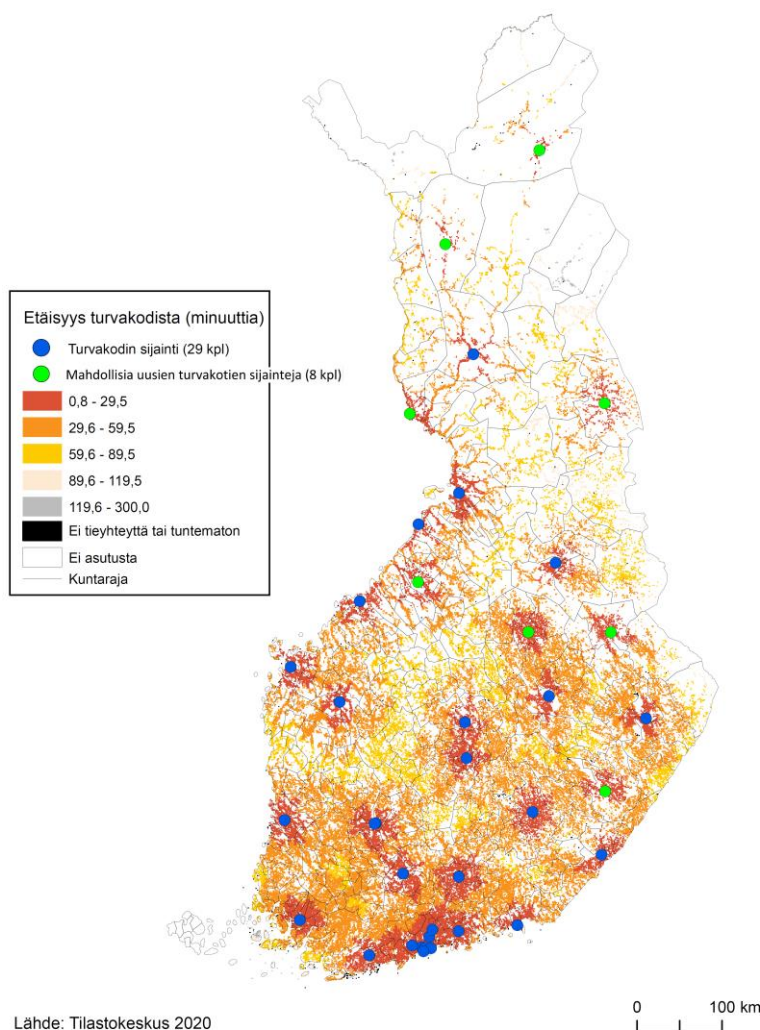 Etäisyys turvakodista (minuuttia)
Turvakodin sijainti (29 kpl)
Mahdollisia uusien turvakotien sijainteja (8 kpl)
0,8 - 29,5
29,6 - 59,5
59,6 - 89,5
89,6 - 119,5
119,6 - 300,0
Ei tieyhteyttä tai tuntematon
Ei asutusta
Kuntaraja
Lähde: Tilastokeskus 2020
0 100 km